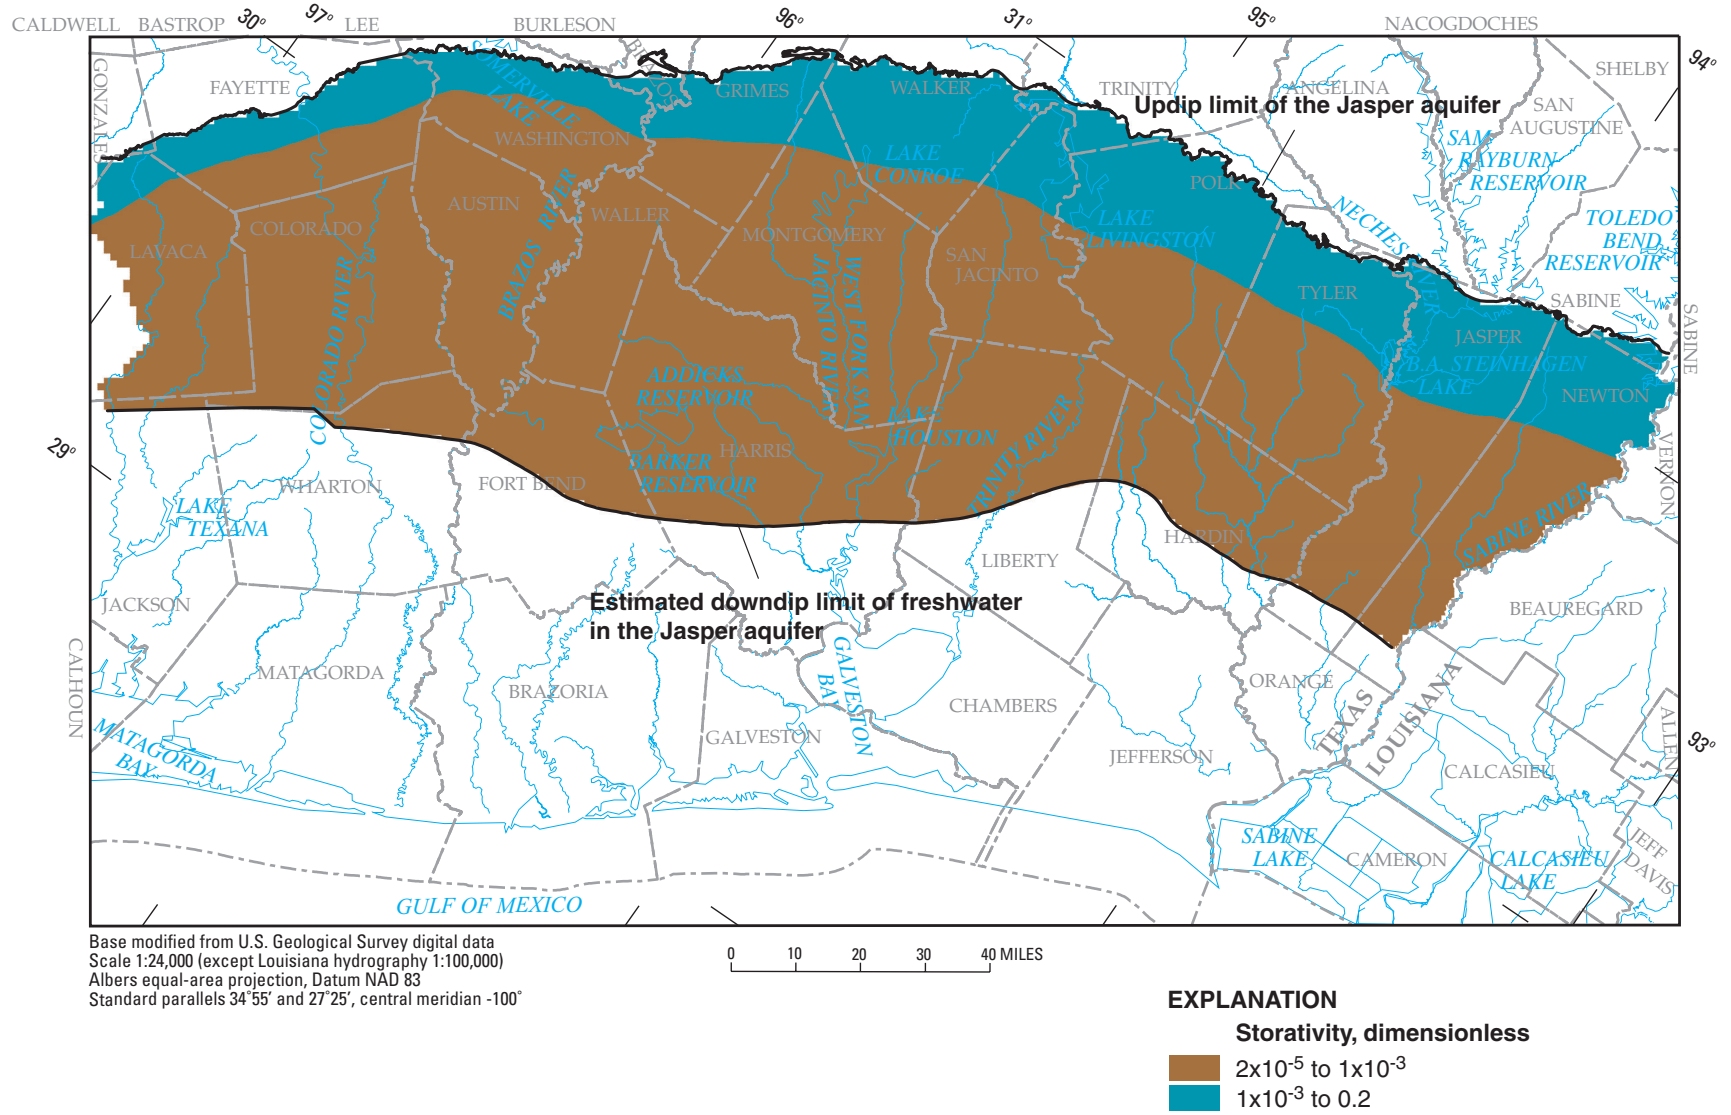 CALDWELL
BASTROP
30°
97°
LEE
BURLESON
96°
31°
95°
NACOGDOCHES
94°
GONZALES
FAYETTE
SOMERVILLE
LAKE
BRAZOS
GRIMES
WALKER
TRINITY
ANGELINA
SHELBY
Updip limit of the Jasper aquifer
SAN
AUGUSTINE
WASHINGTON
LAKE
CONROE
SAM
RAYBURN
RESERVOIR
POLK
AUSTIN
BRAZOS RIVER
WALLER
LAKE
LIVINGSTON
NECHES RIVER
TOLEDO
BEND
RESERVOIR
LAVACA
COLORADO
MONTGOMERY
SAN
JACINTO
COLORADO RIVER
WEST FORK SAN
JACINTO RIVER
TYLER
SABINE
SABINE
JASPER
B.A. STEINHAGEN
LAKE
NEWTON
ADDICKS
RESERVOIR
LAKE
HOUSTON
TRINITY RIVER
HARRIS
BARKER
RESERVOIR
29°
VERNON
WHARTON
FORT BEND
LAKE
TEXANA
SABINE RIVER
HARDIN
LIBERTY
JACKSON
Estimated downdip limit of freshwater
in the Jasper aquifer
BEAUREGARD
CALHOUN
MATAGORDA
BRAZORIA
GALVESTON
BAY
CHAMBERS
ORANGE
TEXAS
LOUISIANA
ALLEN
93°
MATAGORDA
BAY
GALVESTON
JEFFERSON
CALCASIEU
SABINE
LAKE
CAMERON
CALCASIEU
LAKE
JEFF
DAVIS
GULF OF MEXICO
Base modified from U.S. Geological Survey digital data
Scale 1:24,000 (except Louisiana hydrography 1:100,000)
Albers equal-area projection, Datum NAD 83
Standard parallels 34°55′ and 27°25′, central meridian -100°
0 10 20 30 40 MILES
EXPLANATION
Storativity, dimensionless
2x10-5 to 1x10-3
1x10-3 to 0.2